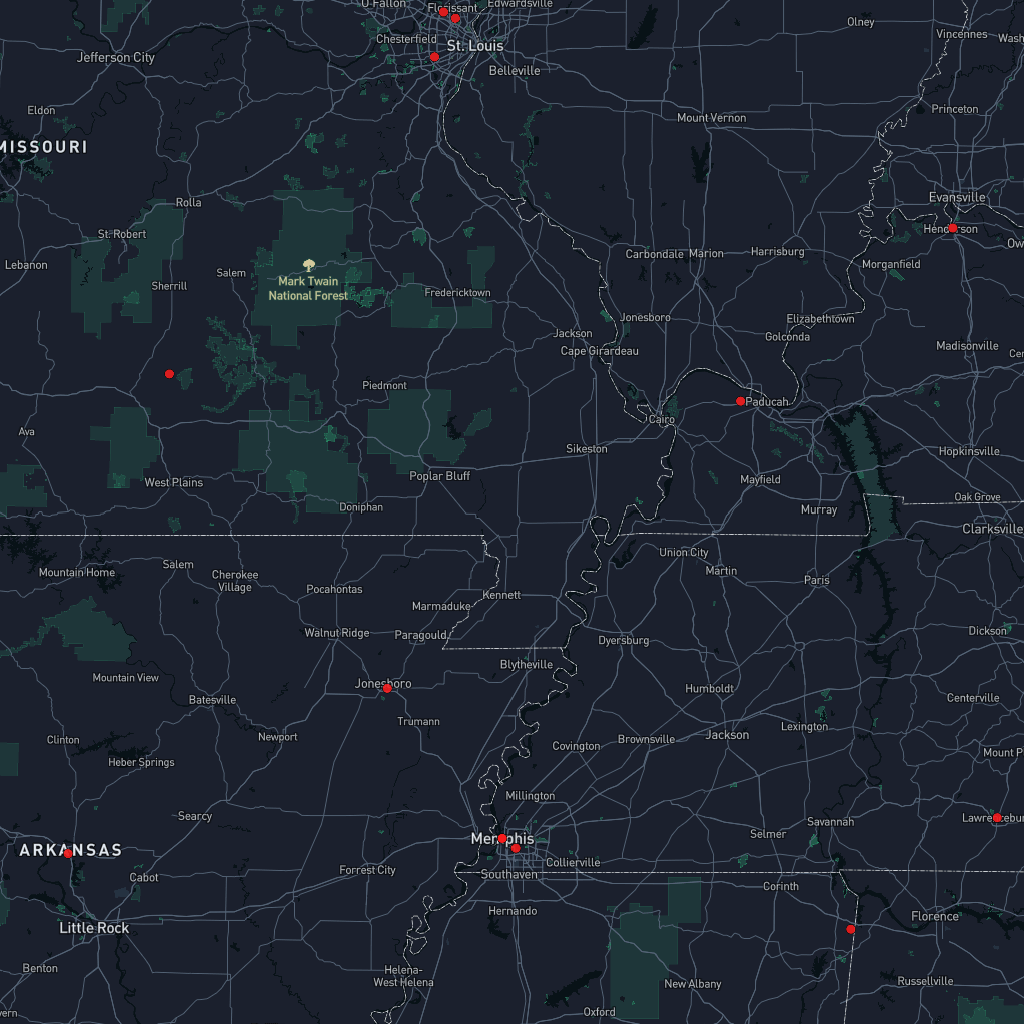 O'Fallon
Florissant
Edwardsville
Olney
Vincennes
Chesterfield
St. Louis
Jefferson City
Belleville
Eldon
Princeton
Mount Vernon
MISSOURI
Rolla
Evansville
St. Robert
Henderson
Carbondale
Marion
Harrisburg
Lebanon
Salem
Morganfield
Sherrill
Mark Twain
National Forest
Fredericktown
Jonesboro
Elizabethtown
Jackson
Golconda
Cape Girardeau
Madisonville
Piedmont
Paducah
Cairo
Ava
Sikeston
Hopkinsville
West Plains
Poplar Bluff
Mayfield
Oak Grove
Doniphan
Murray
Clarksville
Union City
Salem
Mountain Home
Cherokee
Village
Martin
Paris
Pocahontas
Kennett
Marmaduke
Walnut Ridge
Paragould
Dyersburg
Dickson
Blytheville
Mountain View
Jonesboro
Humboldt
Batesville
Centerville
Trumann
Lexington
Newport
Jackson
Clinton
Covington
Brownsville
Mount P
Heber Springs
Millington
Searcy
Savannah
Lawrencebur
Memphis
Selmer
ARKANSAS
Collierville
Forrest City
Southaven
Cabot
Corinth
Hernando
Florence
Little Rock
Benton
Helena-
West Helena
Russellville
New Albany
Oxford